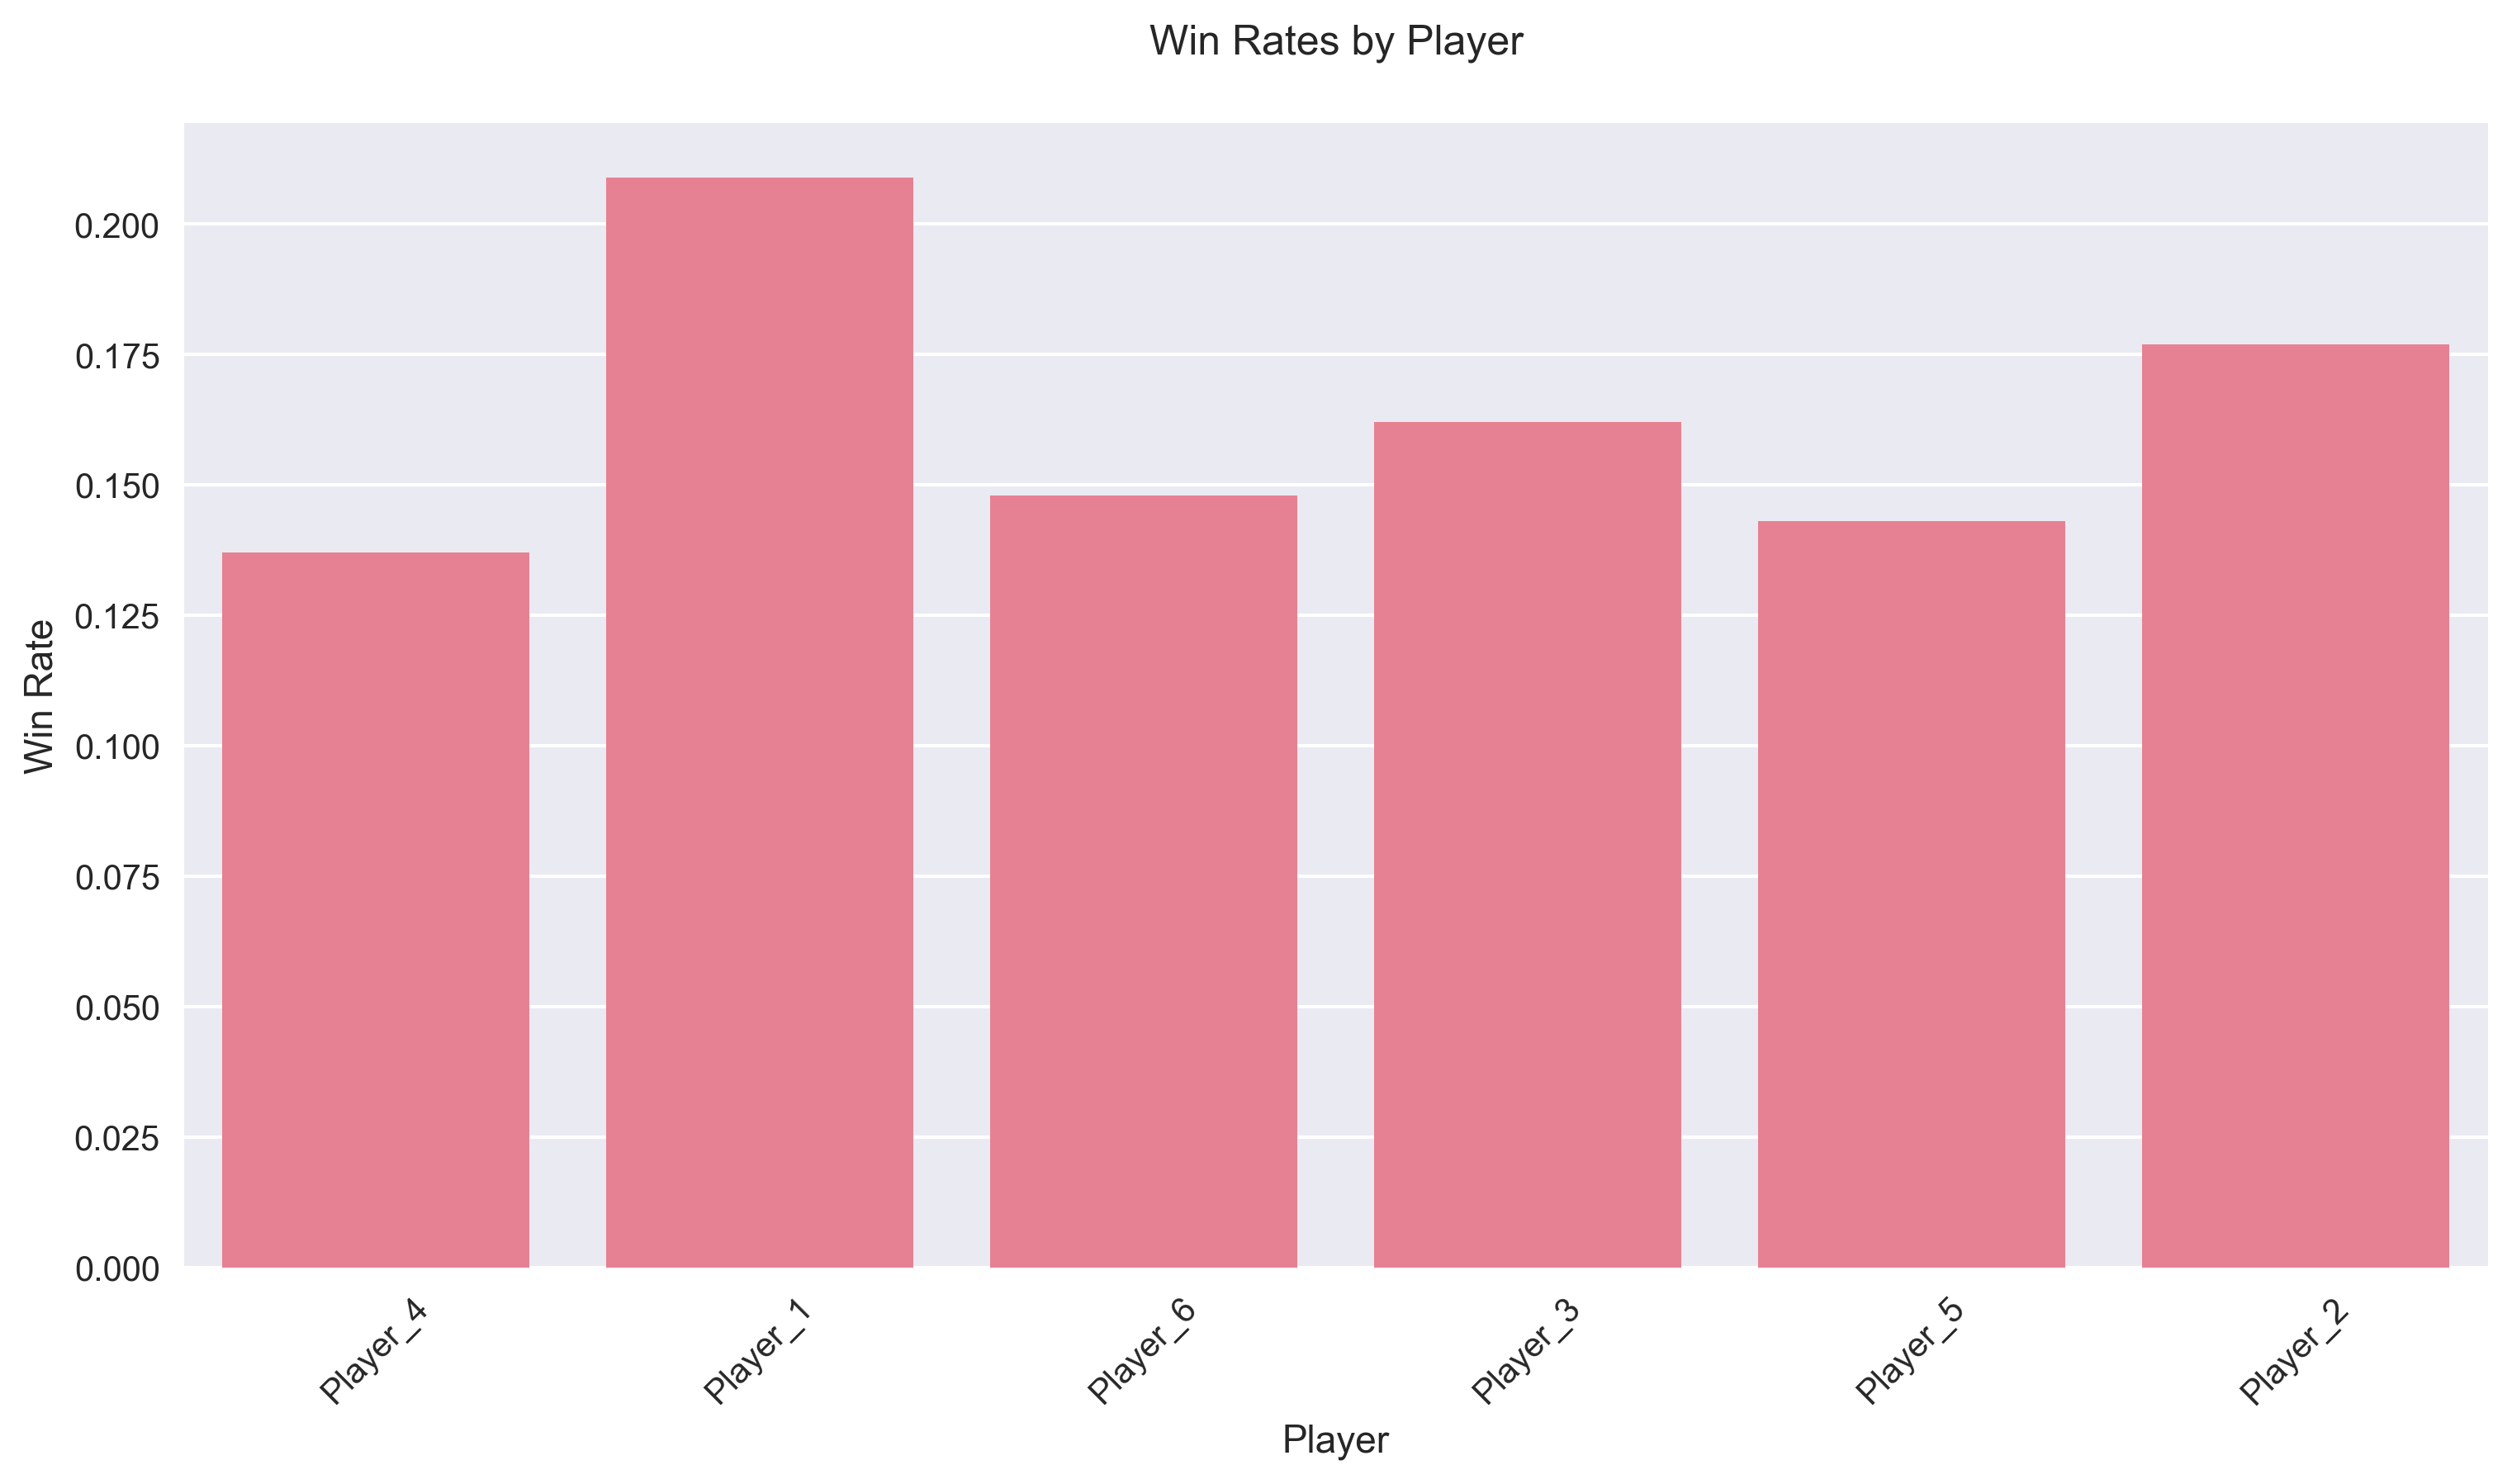 Win Rates by Player
Win Rate
0.200
0.175
0.150
0.125
0.100
0.075
0.050
0.025
0.000
Player_4
Player_1
Player_6
Player_3
Player_5
Player_2
Player